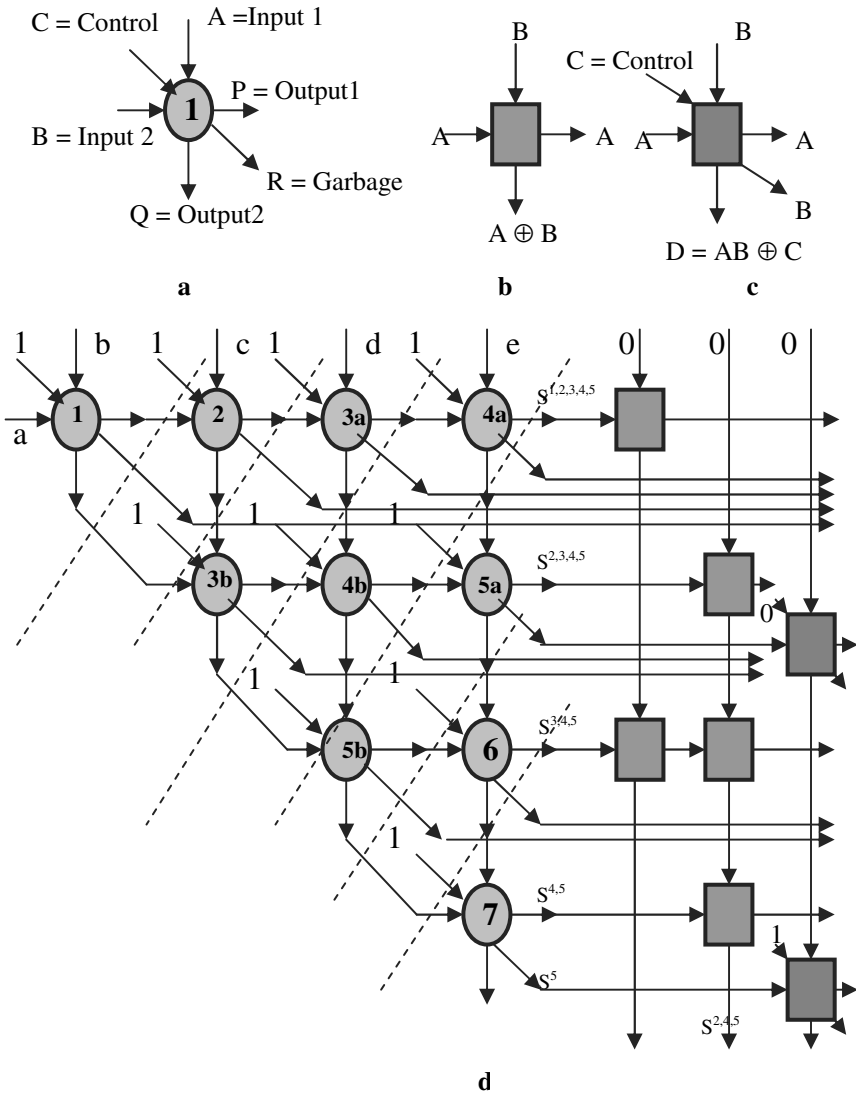 C = Control
A =Input 1
1
P = Output1
B = Input 2
R = Garbage
Q = Output2
a
B
A
A
A ⊕ B
b
C = Control
B
A
A
B
D = AB ⊕ C
c
1 b 1 c 1 d 1 e 0 0 0
a 1 2 3a 4a S1,2,3,4,5
1 1 1
3b 4b 5a S2,3,4,5
0
1 1
5b 6 S3,4,5
1
7 S4,5
1
S5
S2,4,5
d